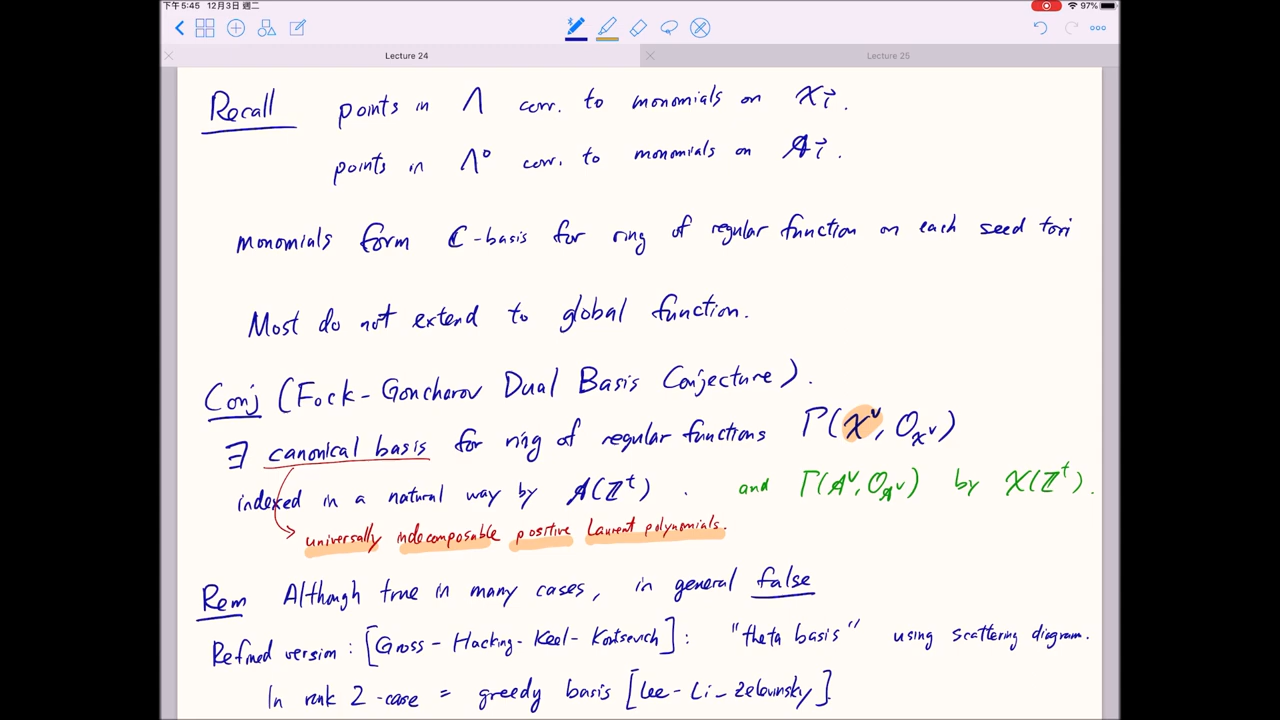 下午5:45 12月3日 週二
97%
Lecture 24
Lecture 25
Recall points in Λ corr. to monomials on 𝒳_i⃗.
points in Λ° corr. to monomials on 𝒜_i⃗.
monomials form ℂ-basis for ring of regular function on each seed tori
Most do not extend to global function.
Conj (Fock-Goncharov Dual Basis Conjecture).
∃ canonical basis for ring of regular functions Γ(𝒳^∨, 𝒪_{𝒳^∨})
indexed in a natural way by 𝒜(ℤ^t). and Γ(𝒜^∨, 𝒪_{𝒜^∨}) by 𝒳(ℤ^t).
→ universally indecomposable positive Laurent polynomials.
Rem Although true in many cases, in general false
Refined version: [Gross-Hacking-Keel-Kontsevich]: "theta basis" using scattering diagram.
In rank 2-case = greedy basis [Lee-Li-Zelevinsky].